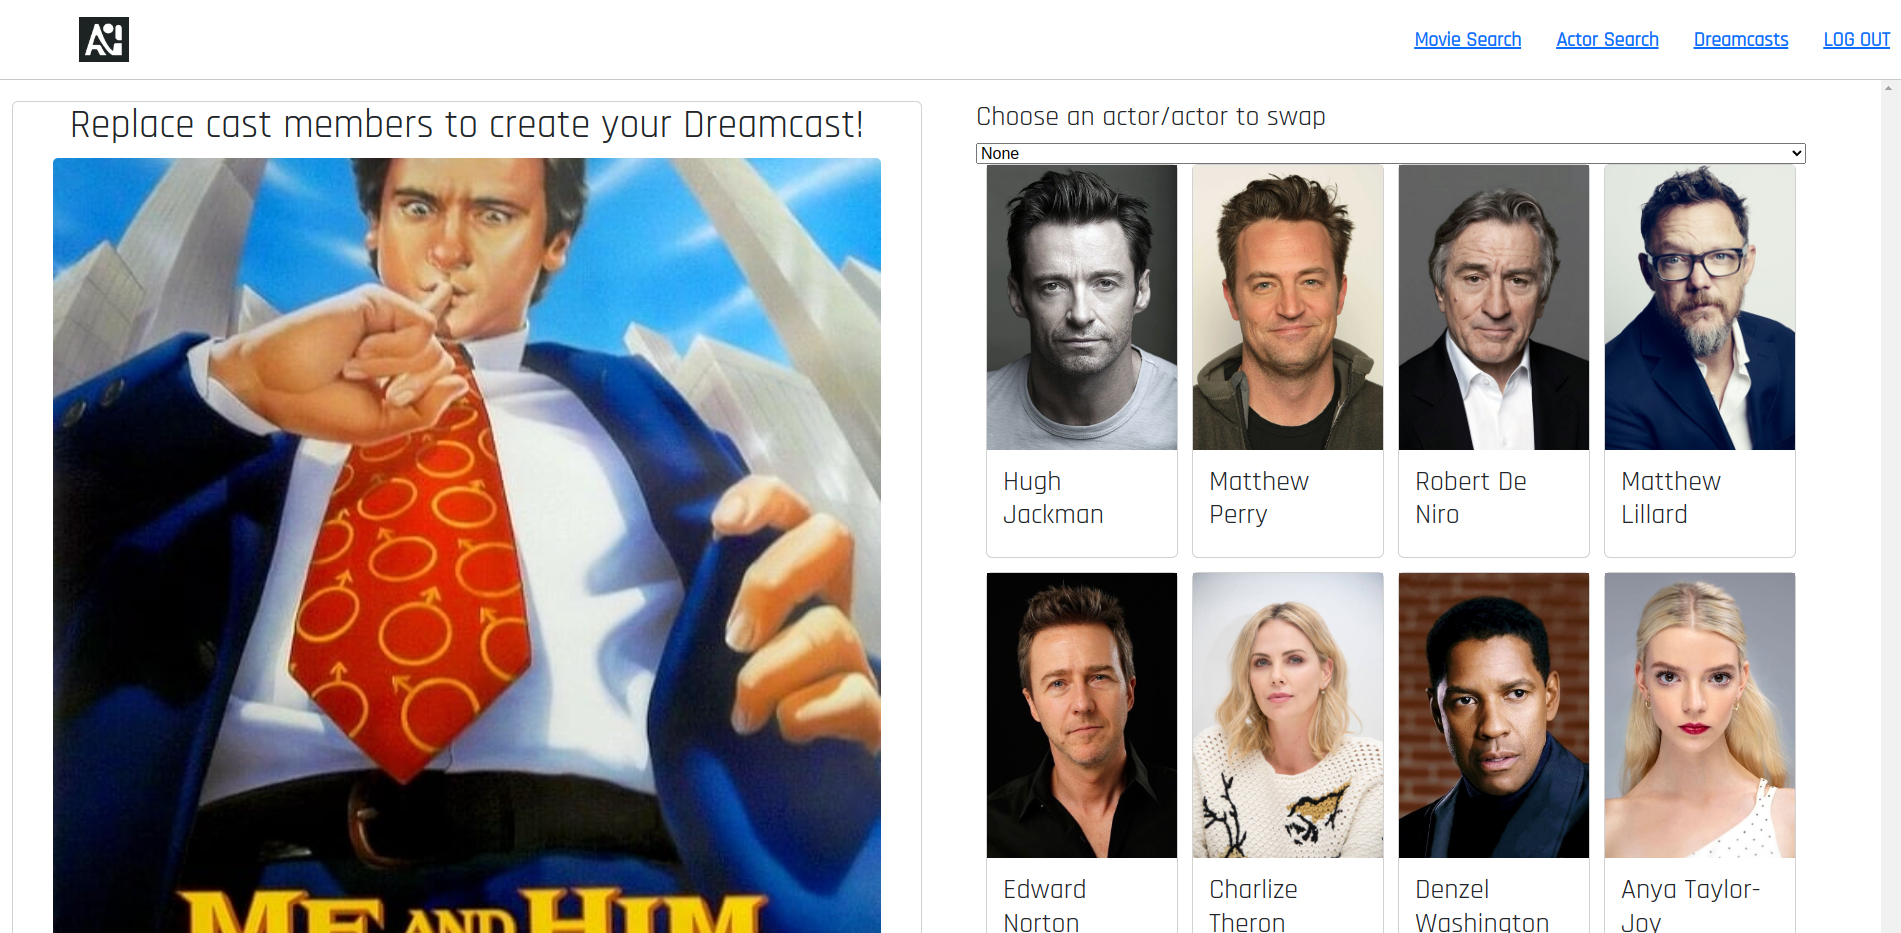 Movie Search
Actor Search
Dreamcasts
LOG OUT
Replace cast members to create your Dreamcast!
ME AND HIM
Choose an actor/actor to swap
None
Hugh
Jackman
Matthew
Perry
Robert De
Niro
Matthew
Lillard
Edward
Norton
Charlize
Theron
Denzel
Washington
Anya Taylor-
Joy